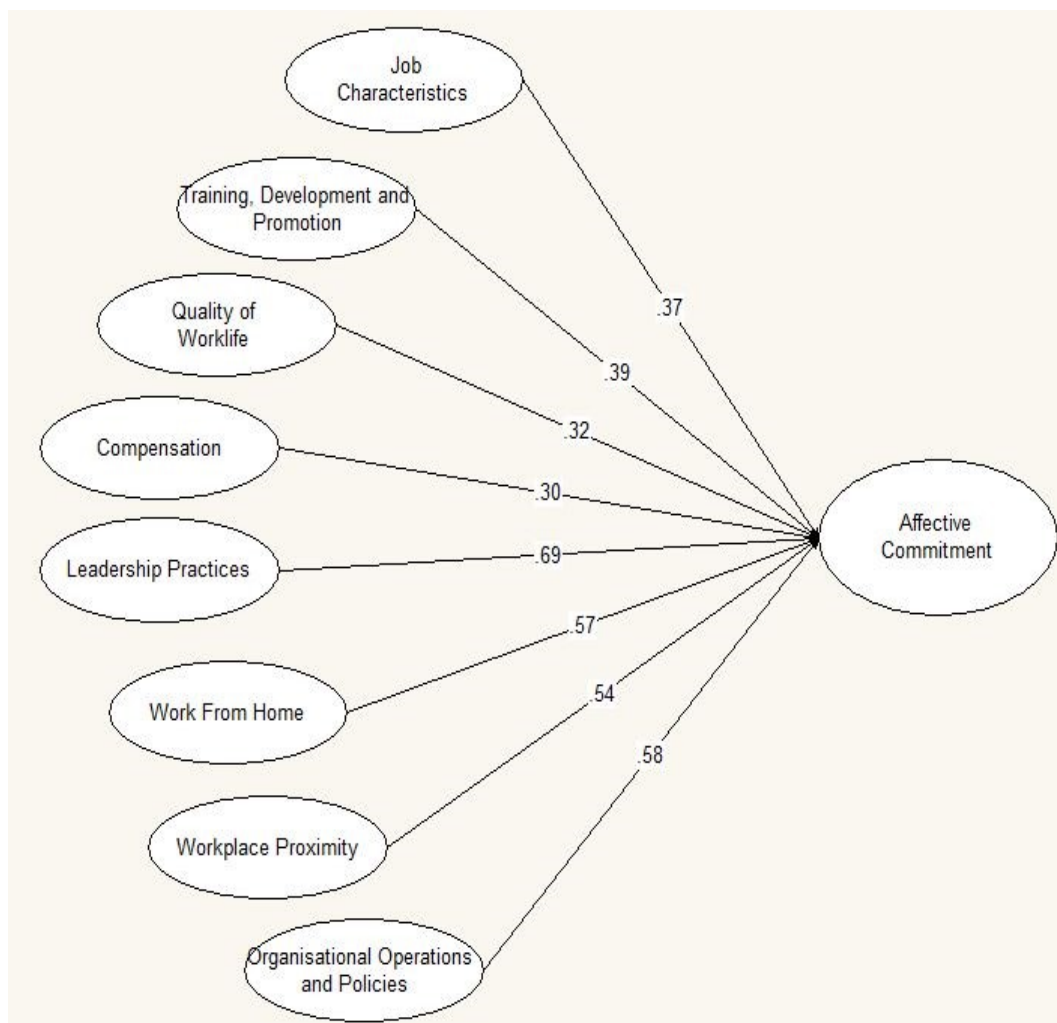 Job
Characteristics
Training, Development and
Promotion
Quality of
Worklife
Compensation
Leadership Practices
Work From Home
Workplace Proximity
Organisational Operations
and Policies
.37
.39
.32
.30
.69
.57
.54
.58
Affective
Commitment